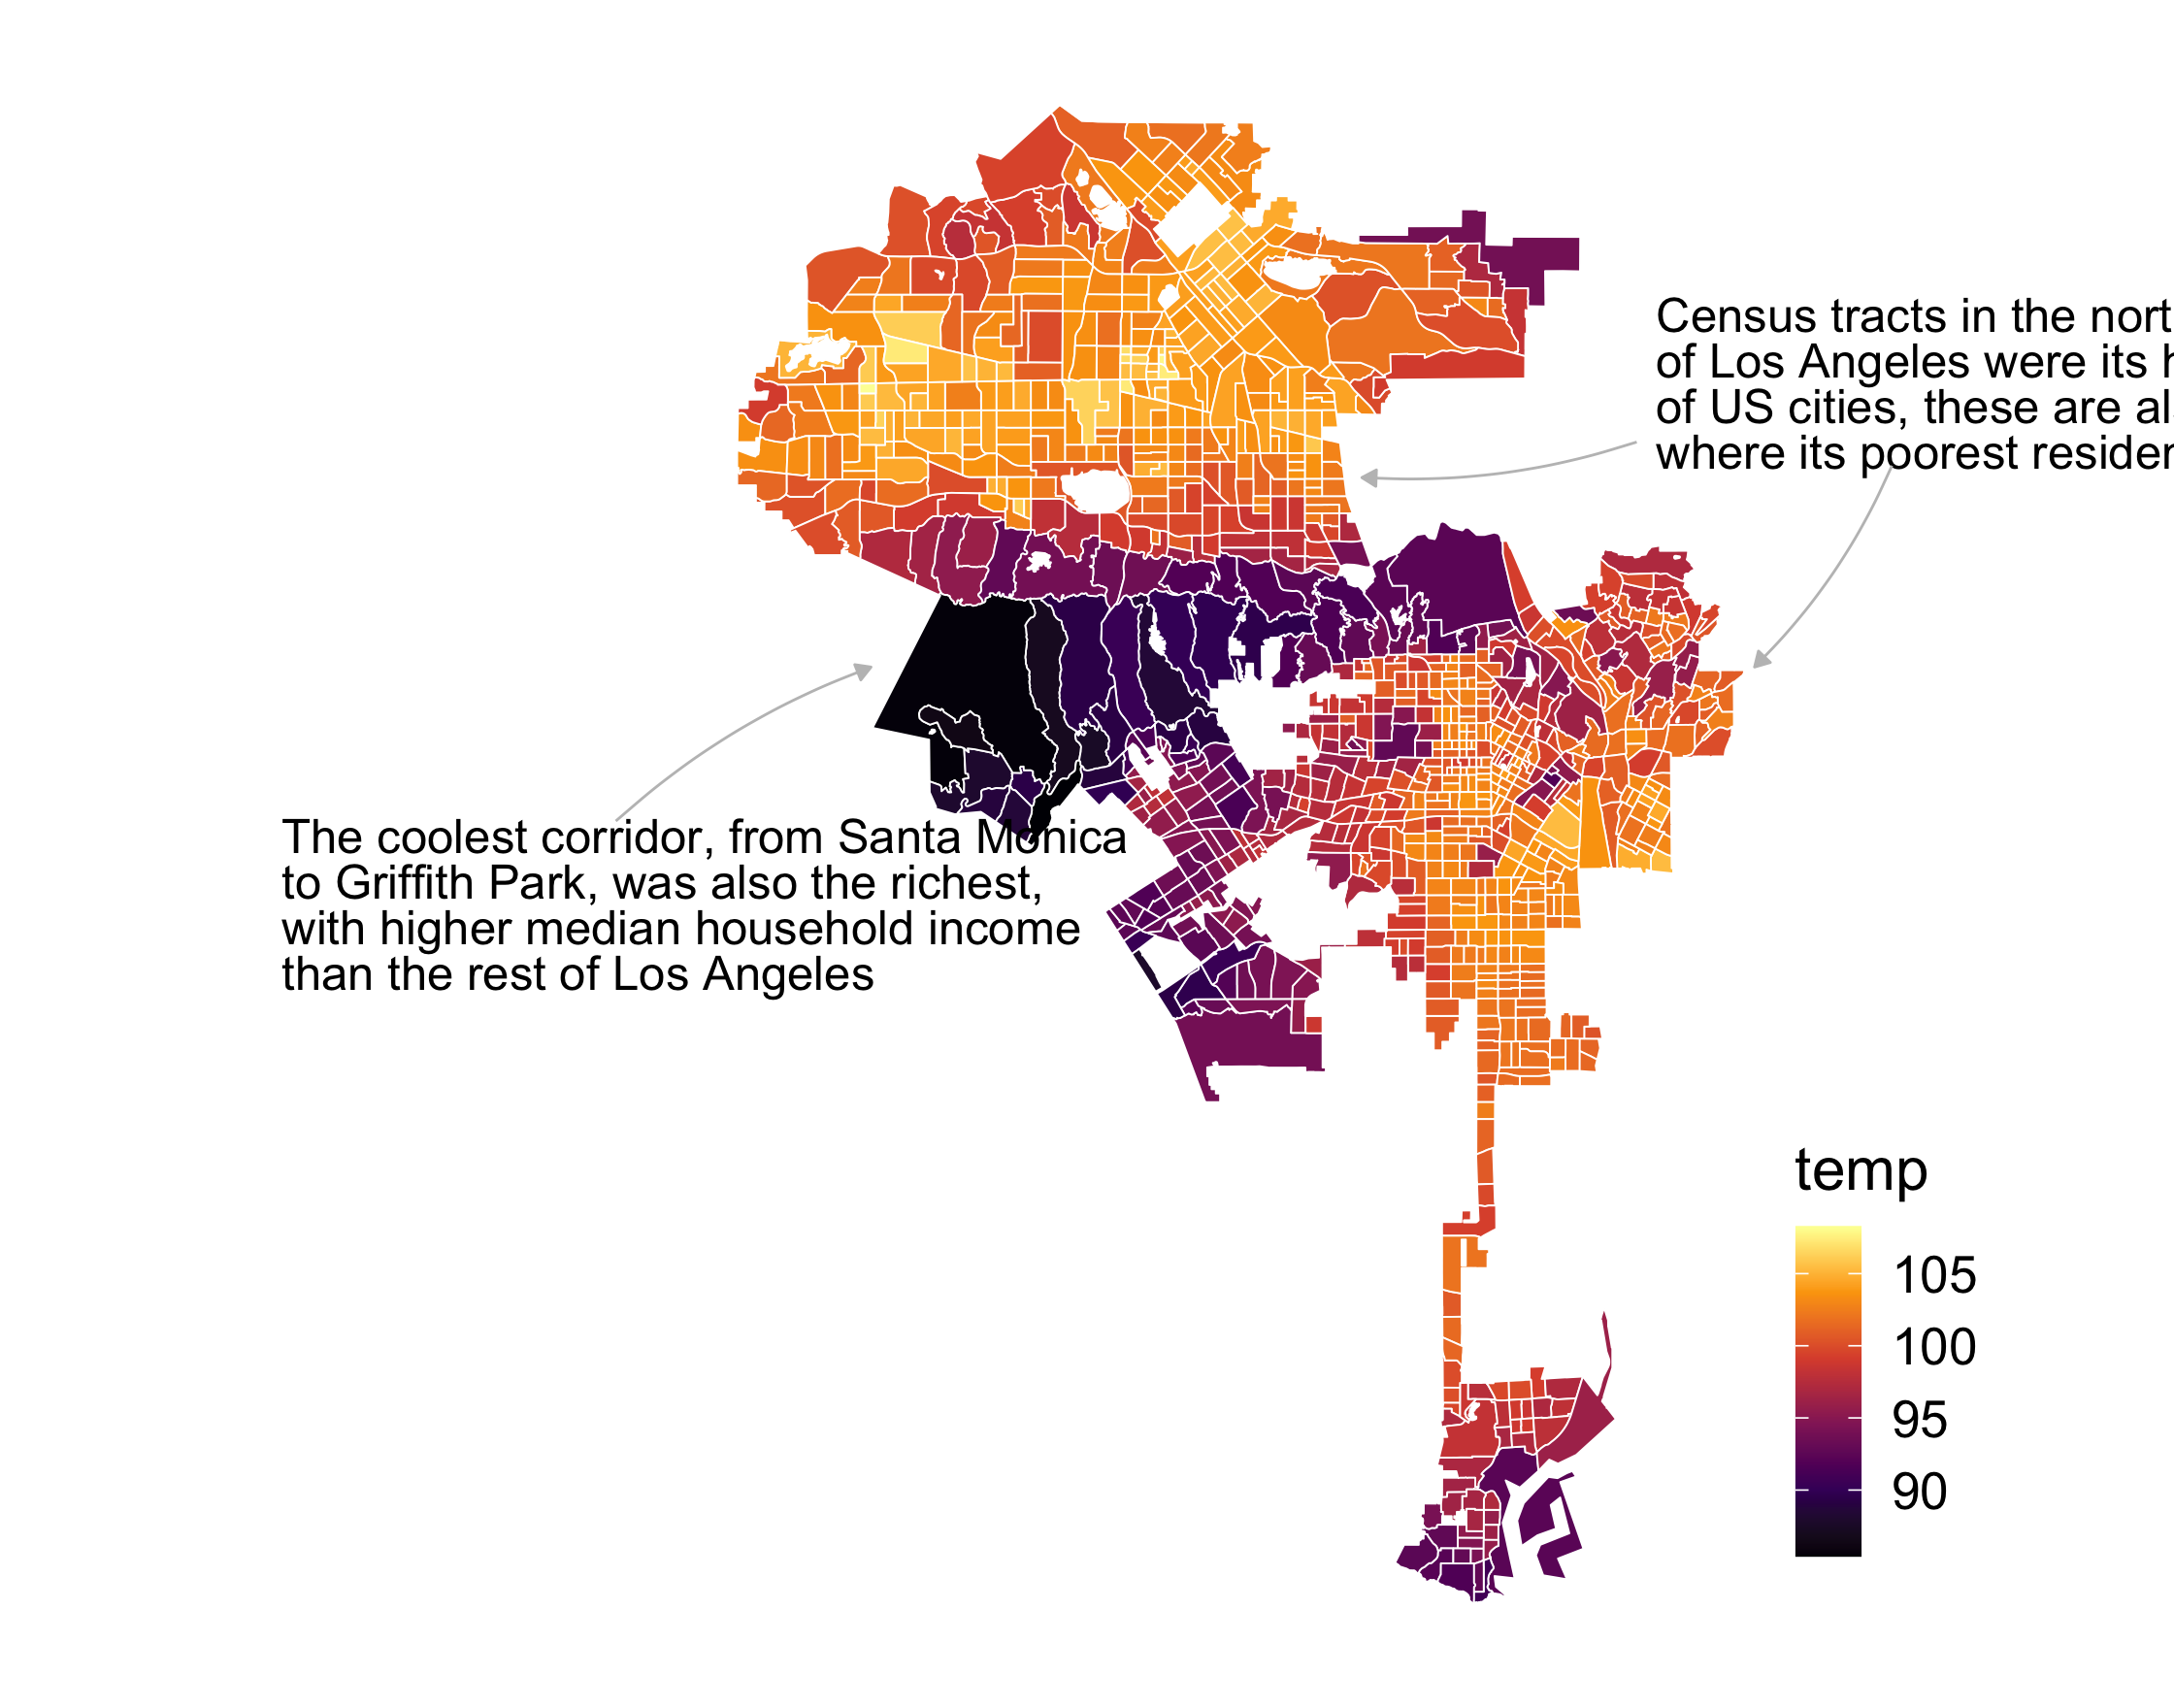 Census tracts in the nort
of Los Angeles were its h
of US cities, these are al
where its poorest resider
The coolest corridor, from Santa Monica
to Griffith Park, was also the richest,
with higher median household income
than the rest of Los Angeles
temp
105
100
95
90